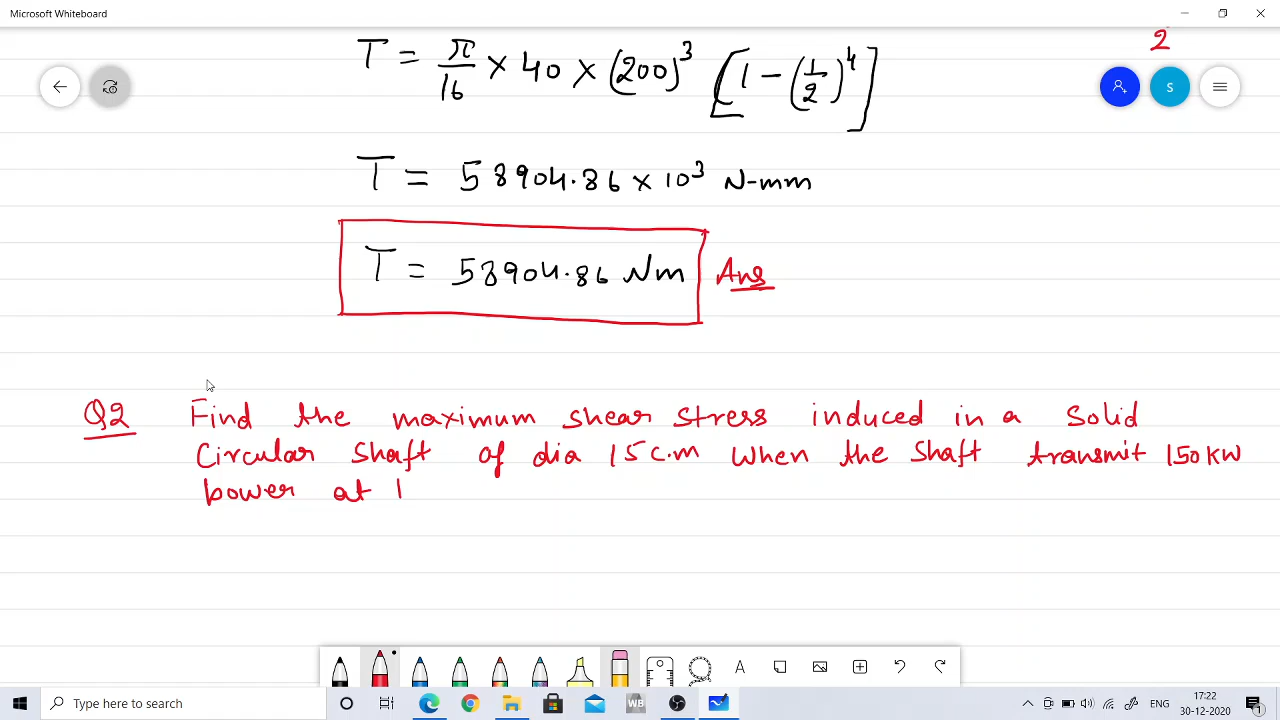 Microsoft Whiteboard
2
T = π/16 × 40 × (200)³ [1 - (1/2)⁴]
S
T = 58904.86 × 10³ N-mm
T = 58904.86 Nm Ans
Q2 Find the maximum shear stress induced in a Solid
Circular Shaft of dia 15 c.m when the Shaft transmit 150 KW
power at 1
A
Type here to search
WB
17:22
ENG
30-12-2020
1